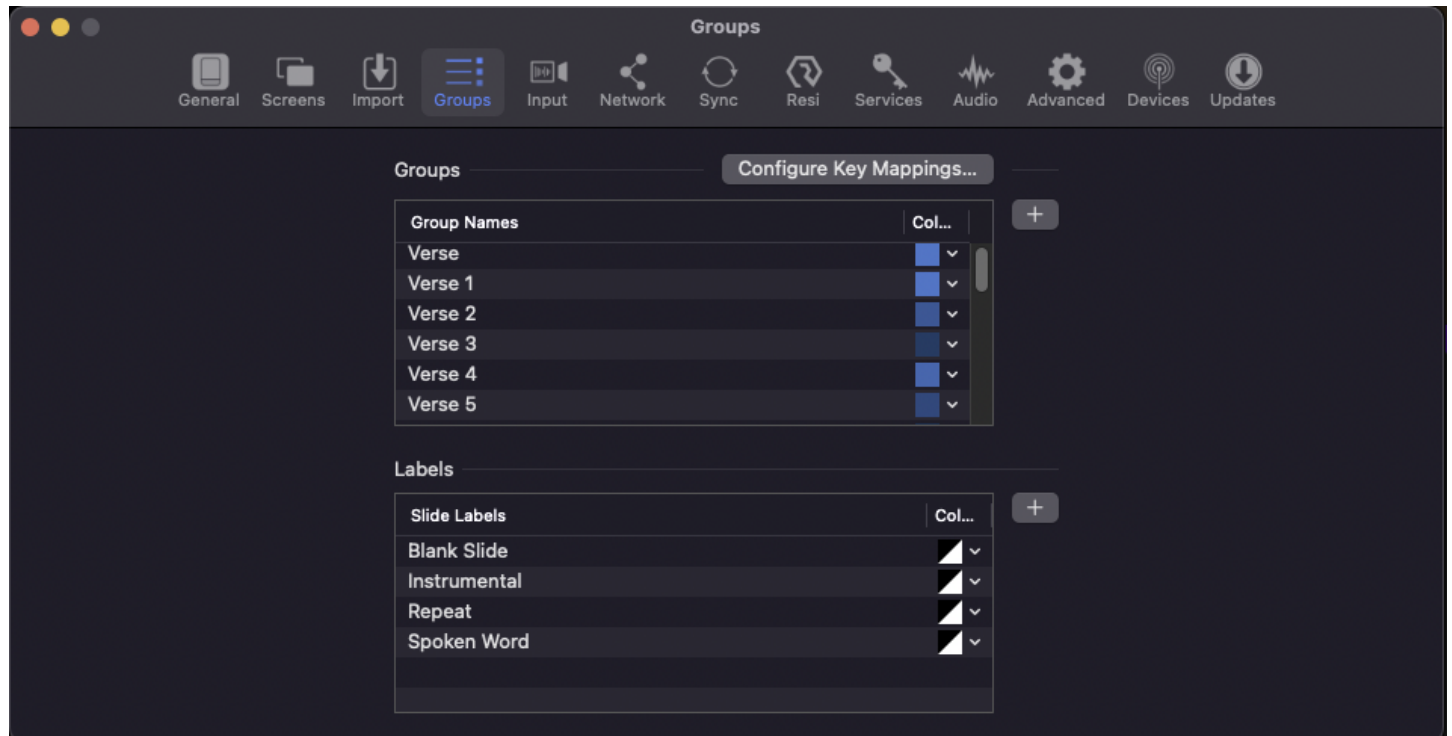 Groups
General Screens Import Groups Input Network Sync Resi Services Audio Advanced Devices Updates
Groups Configure Key Mappings... +
Group Names Col...
Verse
Verse 1
Verse 2
Verse 3
Verse 4
Verse 5
Labels
Slide Labels Col... +
Blank Slide
Instrumental
Repeat
Spoken Word